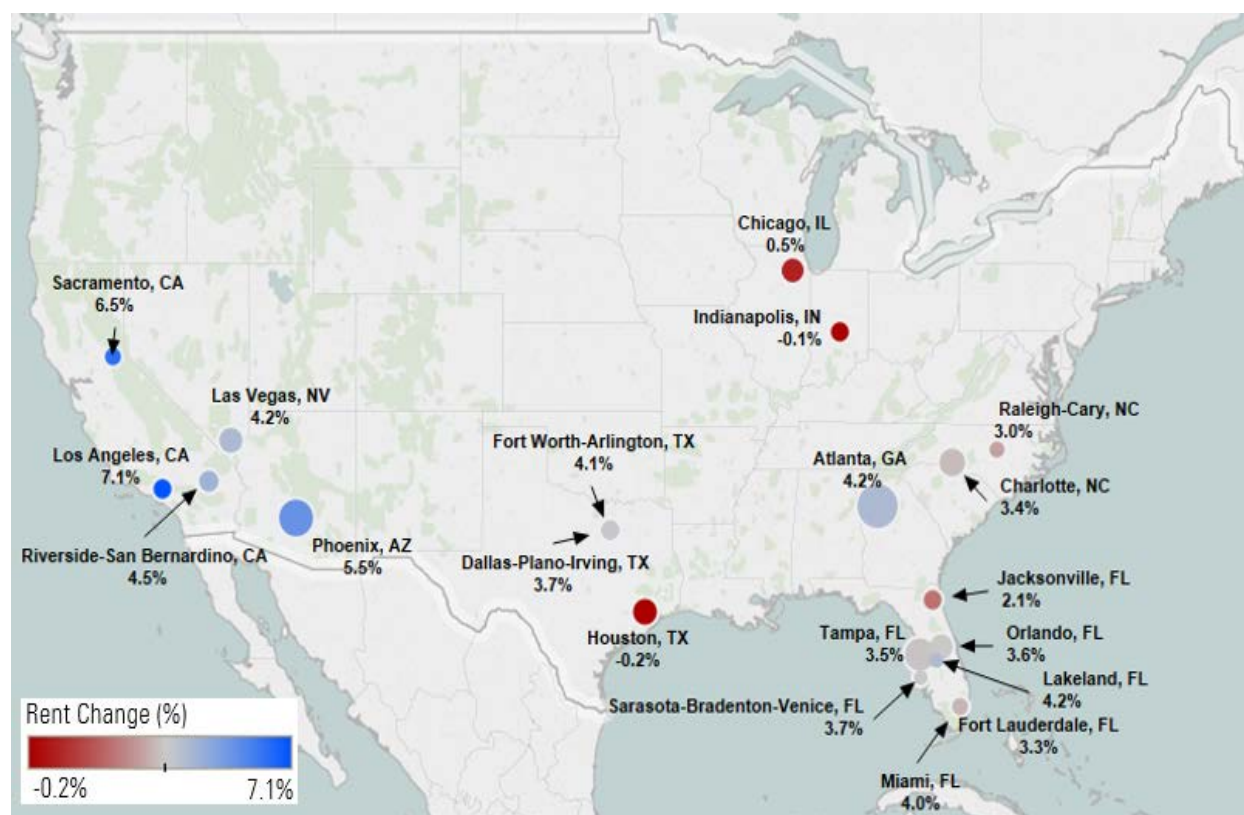 Chicago, IL
0.5%
Sacramento, CA
6.5%
Indianapolis, IN
-0.1%
Las Vegas, NV
4.2%
Raleigh-Cary, NC
3.0%
Fort Worth-Arlington, TX
4.1%
Los Angeles, CA
7.1%
Atlanta, GA
4.2%
Charlotte, NC
3.4%
Riverside-San Bernardino, CA
4.5%
Phoenix, AZ
5.5%
Dallas-Plano-Irving, TX
3.7%
Jacksonville, FL
2.1%
Houston, TX
-0.2%
Tampa, FL
3.5%
Orlando, FL
3.6%
Lakeland, FL
4.2%
Sarasota-Bradenton-Venice, FL
3.7%
Fort Lauderdale, FL
3.3%
Miami, FL
4.0%
Rent Change (%)
-0.2% 7.1%